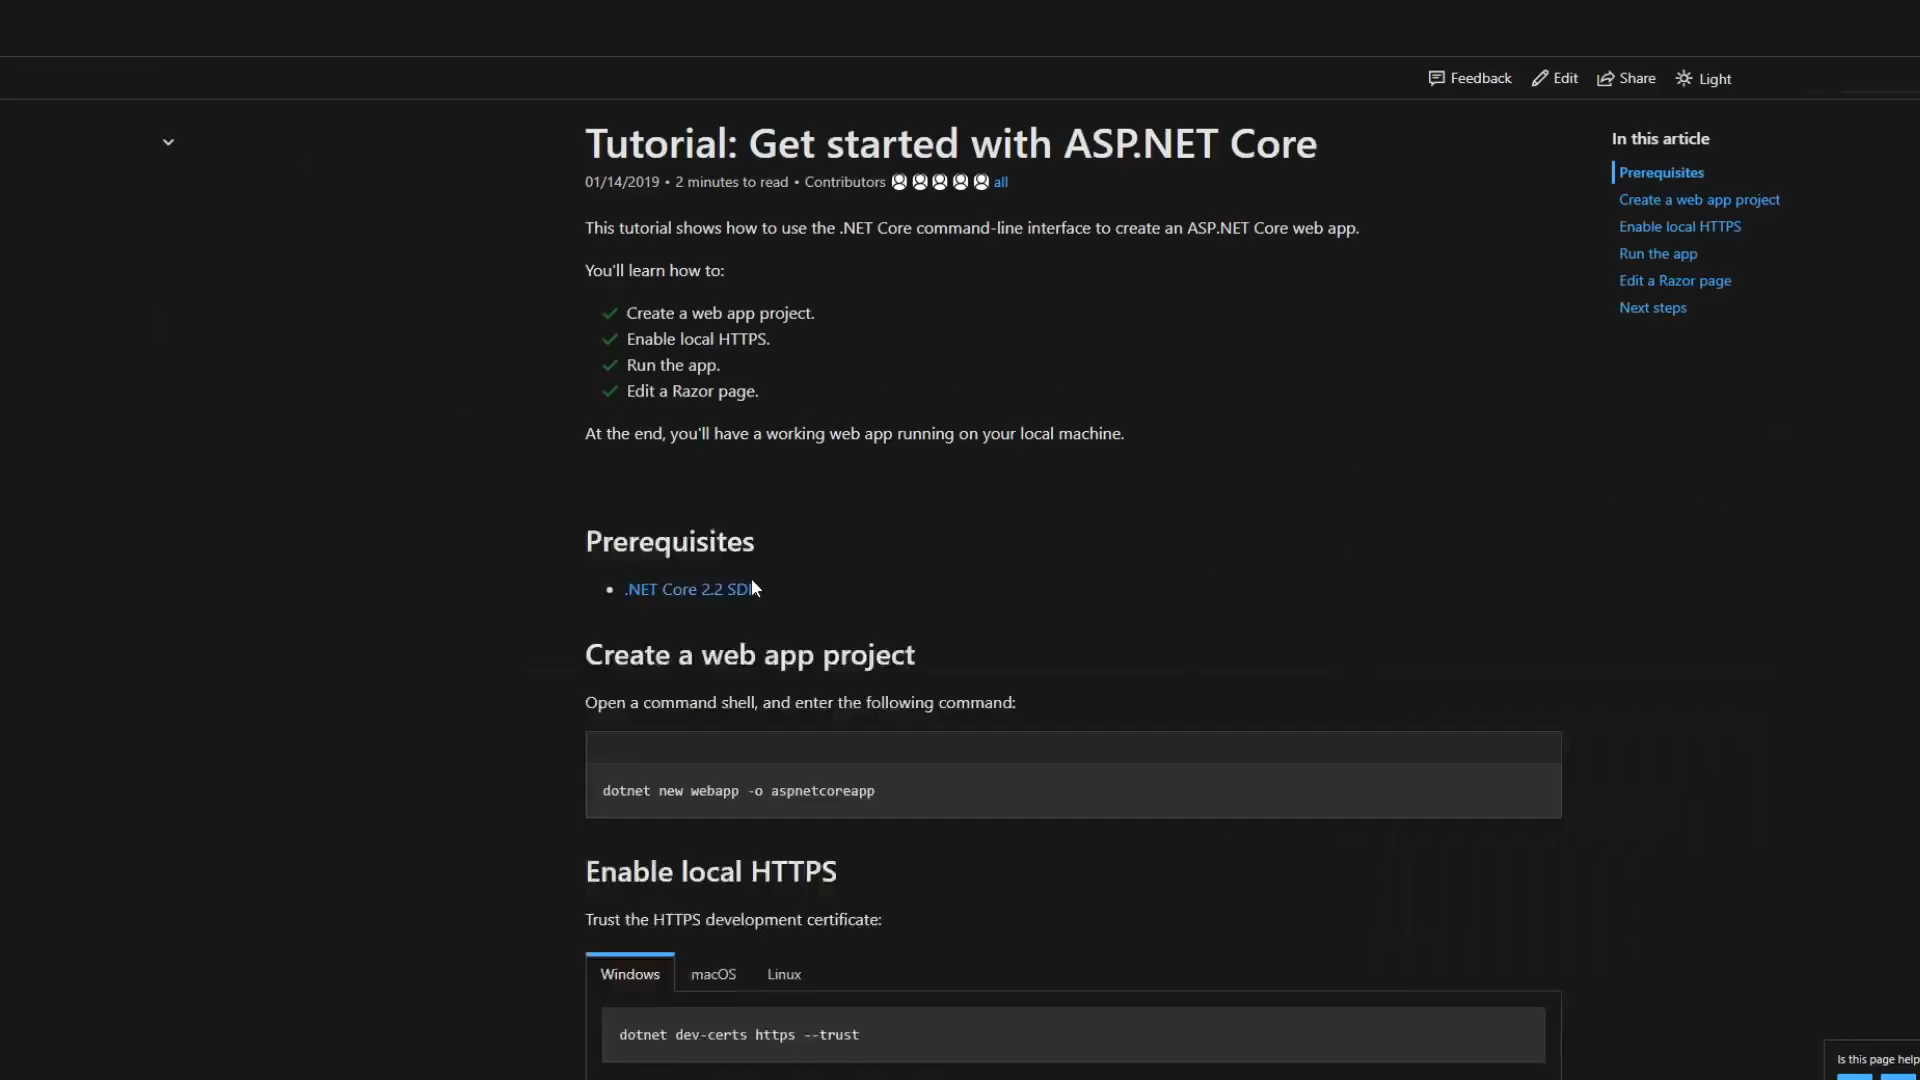 Feedback Edit Share Light
Tutorial: Get started with ASP.NET Core
01/14/2019 • 2 minutes to read • Contributors all
This tutorial shows how to use the .NET Core command-line interface to create an ASP.NET Core web app.
You'll learn how to:
Create a web app project.
Enable local HTTPS.
Run the app.
Edit a Razor page.
At the end, you'll have a working web app running on your local machine.
Prerequisites
.NET Core 2.2
Create a web app project
Open a command shell, and enter the following command:
dotnet new webapp -o aspnetcoreapp
Enable local HTTPS
Trust the HTTPS development certificate:
Windows macOS Linux
dotnet dev-certs https --trust
In this article
Prerequisites
Create a web app project
Enable local HTTPS
Run the app
Edit a Razor page
Next steps
Is this page